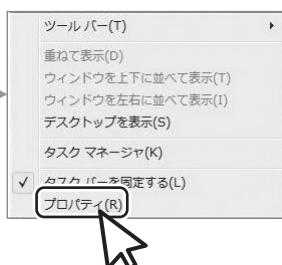 ツール バー(T)
重ねて表示(D)
ウィンドウを上下に並べて表示(T)
ウィンドウを左右に並べて表示(I)
デスクトップを表示(S)
タスク マネージャ(K)
タスク バーを固定する(L)
プロパティ(R)